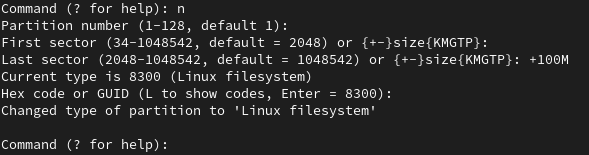 Command (? for help): n
Partition number (1-128, default 1):
First sector (34-1048542, default = 2048) or {+-}size{KMGTP}:
Last sector (2048-1048542, default = 1048542) or {+-}size{KMGTP}: +100M
Current type is 8300 (Linux filesystem)
Hex code or GUID (L to show codes, Enter = 8300):
Changed type of partition to 'Linux filesystem'
Command (? for help):